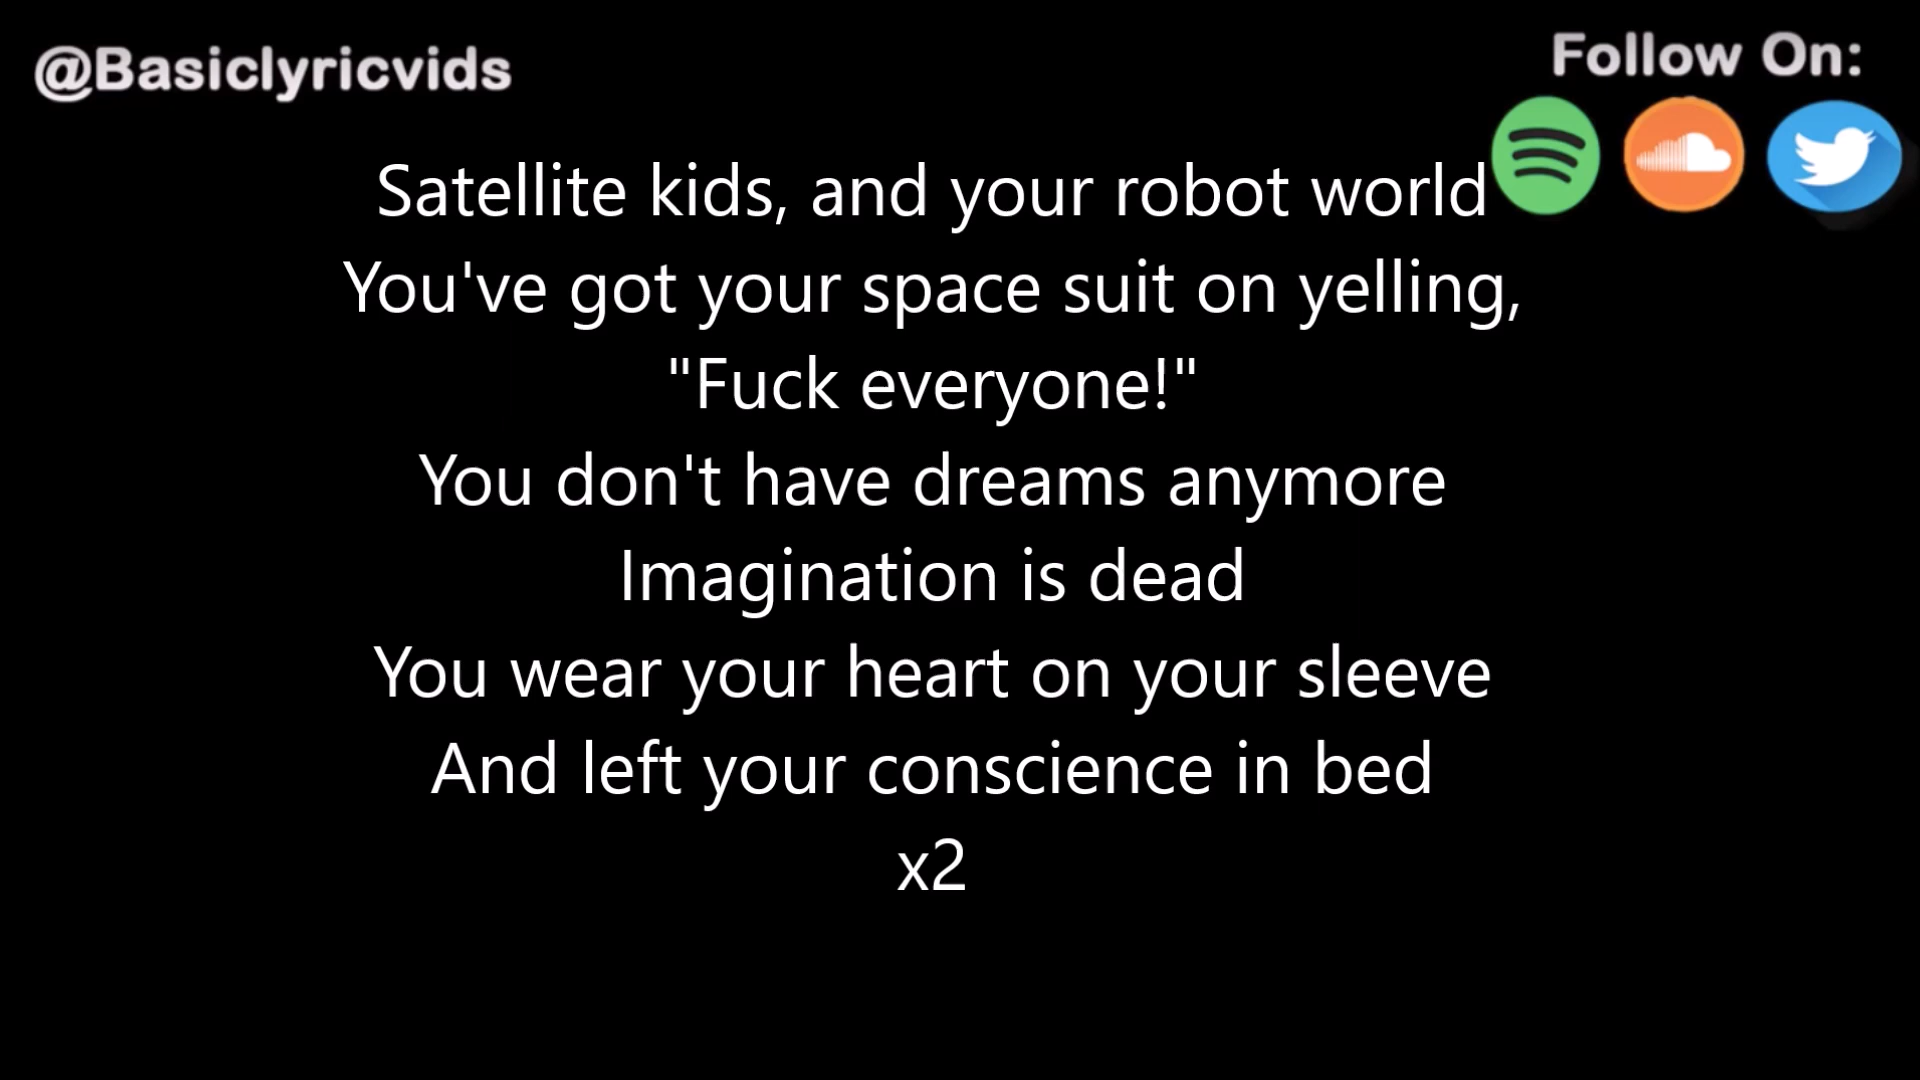 @Basiclyricvids
Follow On:
Satellite kids, and your robot world
You've got your space suit on yelling,
"Fuck everyone!"
You don't have dreams anymore
Imagination is dead
You wear your heart on your sleeve
And left your conscience in bed
x2